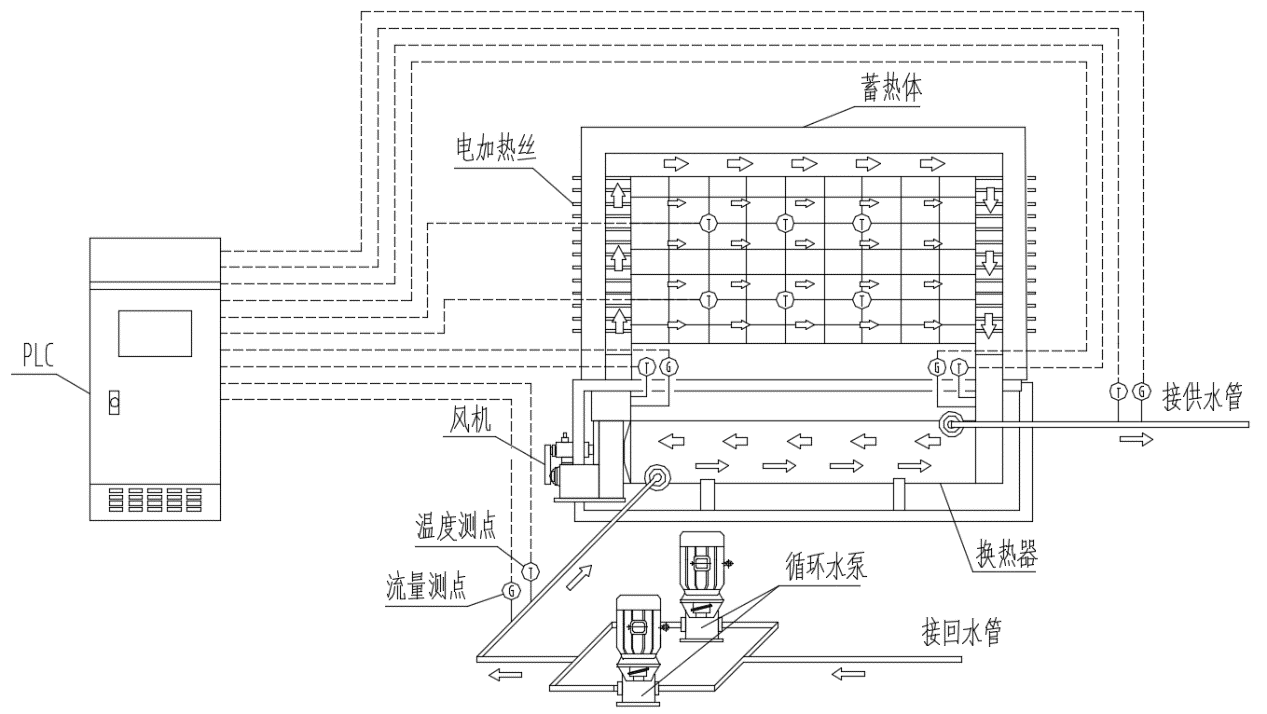 蓄热体
电加热丝
T T T
T T T
PLC
T G G T
T G 接供水管
风机
温度测点
T
换热器
循环水泵
流量测点
G
接回水管